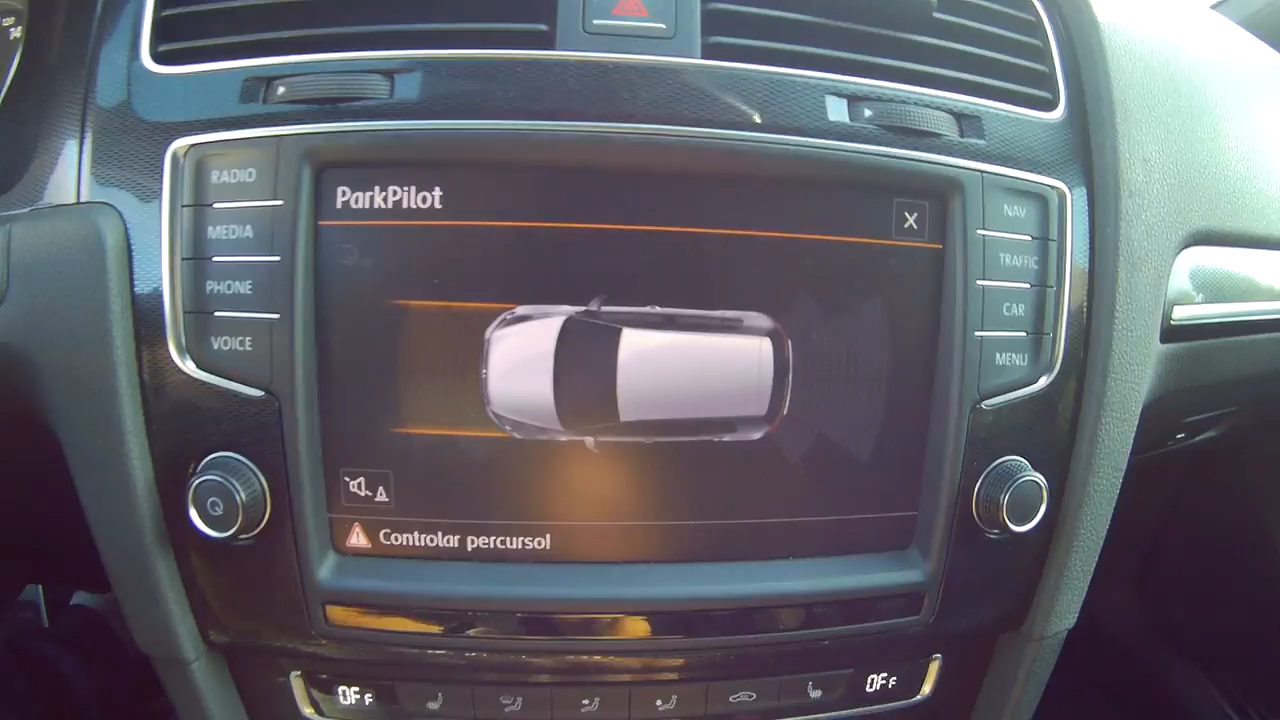 RADIO
MEDIA
PHONE
VOICE
ParkPilot
X
NAV
TRAFFIC
CAR
MENU
Controlar percurso!
OFF
OFF